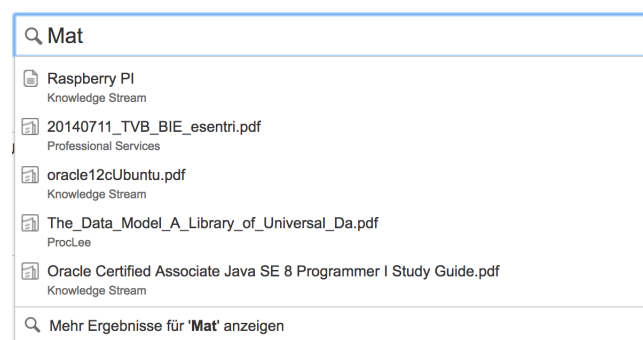 Mat
Raspberry PI
Knowledge Stream
20140711_TVB_BIE_esentri.pdf
Professional Services
oracle12cUbuntu.pdf
Knowledge Stream
The_Data_Model_A_Library_of_Universal_Da.pdf
ProcLee
Oracle Certified Associate Java SE 8 Programmer I Study Guide.pdf
Knowledge Stream
Mehr Ergebnisse für 'Mat' anzeigen